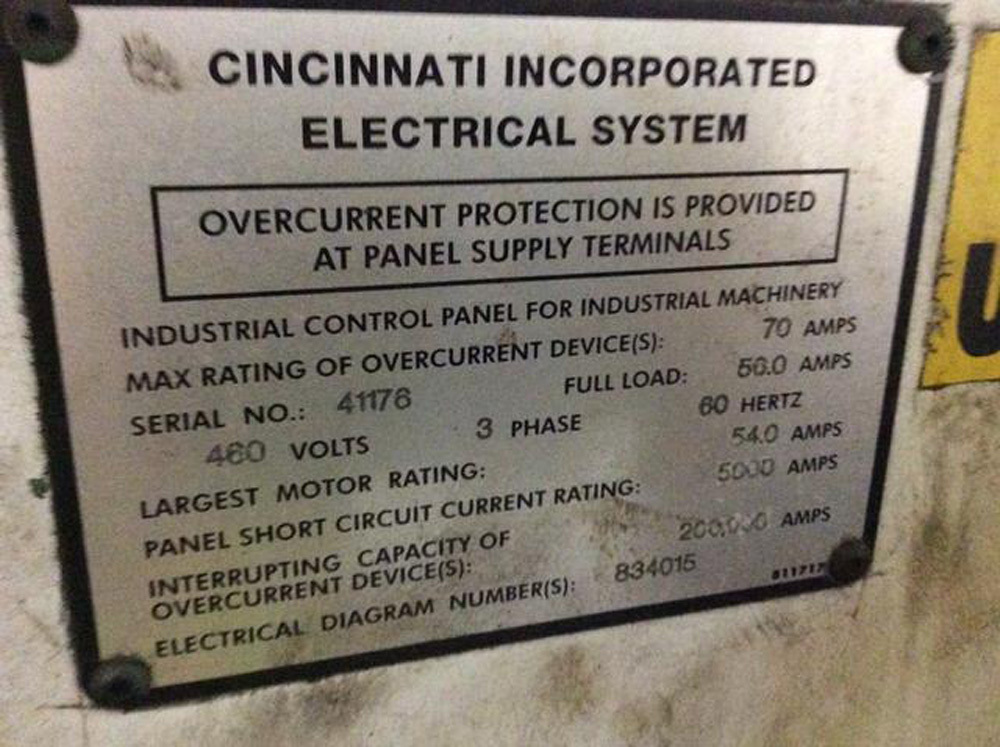 CINCINNATI INCORPORATED
ELECTRICAL SYSTEM
OVERCURRENT PROTECTION IS PROVIDED
AT PANEL SUPPLY TERMINALS
INDUSTRIAL CONTROL PANEL FOR INDUSTRIAL MACHINERY
MAX RATING OF OVERCURRENT DEVICE(S): 70 AMPS
SERIAL NO.: 41176 FULL LOAD: 56.0 AMPS
460 VOLTS 3 PHASE 60 HERTZ
LARGEST MOTOR RATING: 54.0 AMPS
PANEL SHORT CIRCUIT CURRENT RATING: 5000 AMPS
INTERRUPTING CAPACITY OF
OVERCURRENT DEVICE(S): 200,000 AMPS
ELECTRICAL DIAGRAM NUMBER(S): 834015